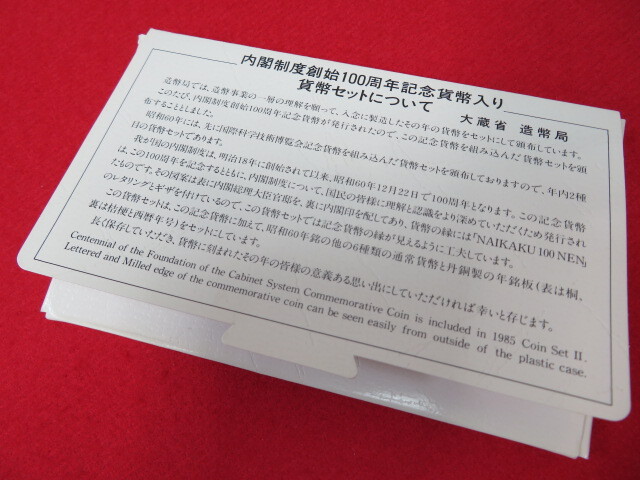 内閣制度創始100周年記念貨幣入り
貨幣セットについて
大蔵省 造幣局
造幣局では、造幣事業の一層の理解を願って、入念に製造したその年の貨幣をセットにして頒布しています。
このたび、内閣制度創始100周年記念貨幣が発行されたので、この記念貨幣を組み込んだ貨幣セットを頒
布することとしました。
昭和60年には、先に国際科学技術博覧会記念貨幣を組み込んだ貨幣セットを頒布しておりますので、年内2種
目の貨幣セットであります。
我が国の内閣制度は、明治18年に創始されて以来、昭和60年12月22日で100周年となります。この記念貨幣
は、この100周年を記念するとともに、内閣制度について、国民の皆様に理解と認識をより深めていただくため発行され
たものです。その図案は表に内閣総理大臣官邸を、裏に内閣印を配してあり、貨幣の縁には「NAIKAKU 100 NEN」
のレタリングとギザを付けているので、この貨幣セットでは記念貨幣の縁が見えるように工夫しています。
この貨幣セットは、この記念貨幣に加えて、昭和60年銘の他の6種類の通常貨幣と丹銅製の年銘板(表は桐、
裏は桔梗と西暦年号)をセットにしています。
長く保存していただき、貨幣に刻まれたその年の皆様の意義ある思い出にしていただければ幸いと存じます。
Centennial of the Foundation of the Cabinet System Commemorative Coin is included in 1985 Coin Set II.
Lettered and Milled edge of the commemorative coin can be seen easily from outside of the plastic case.